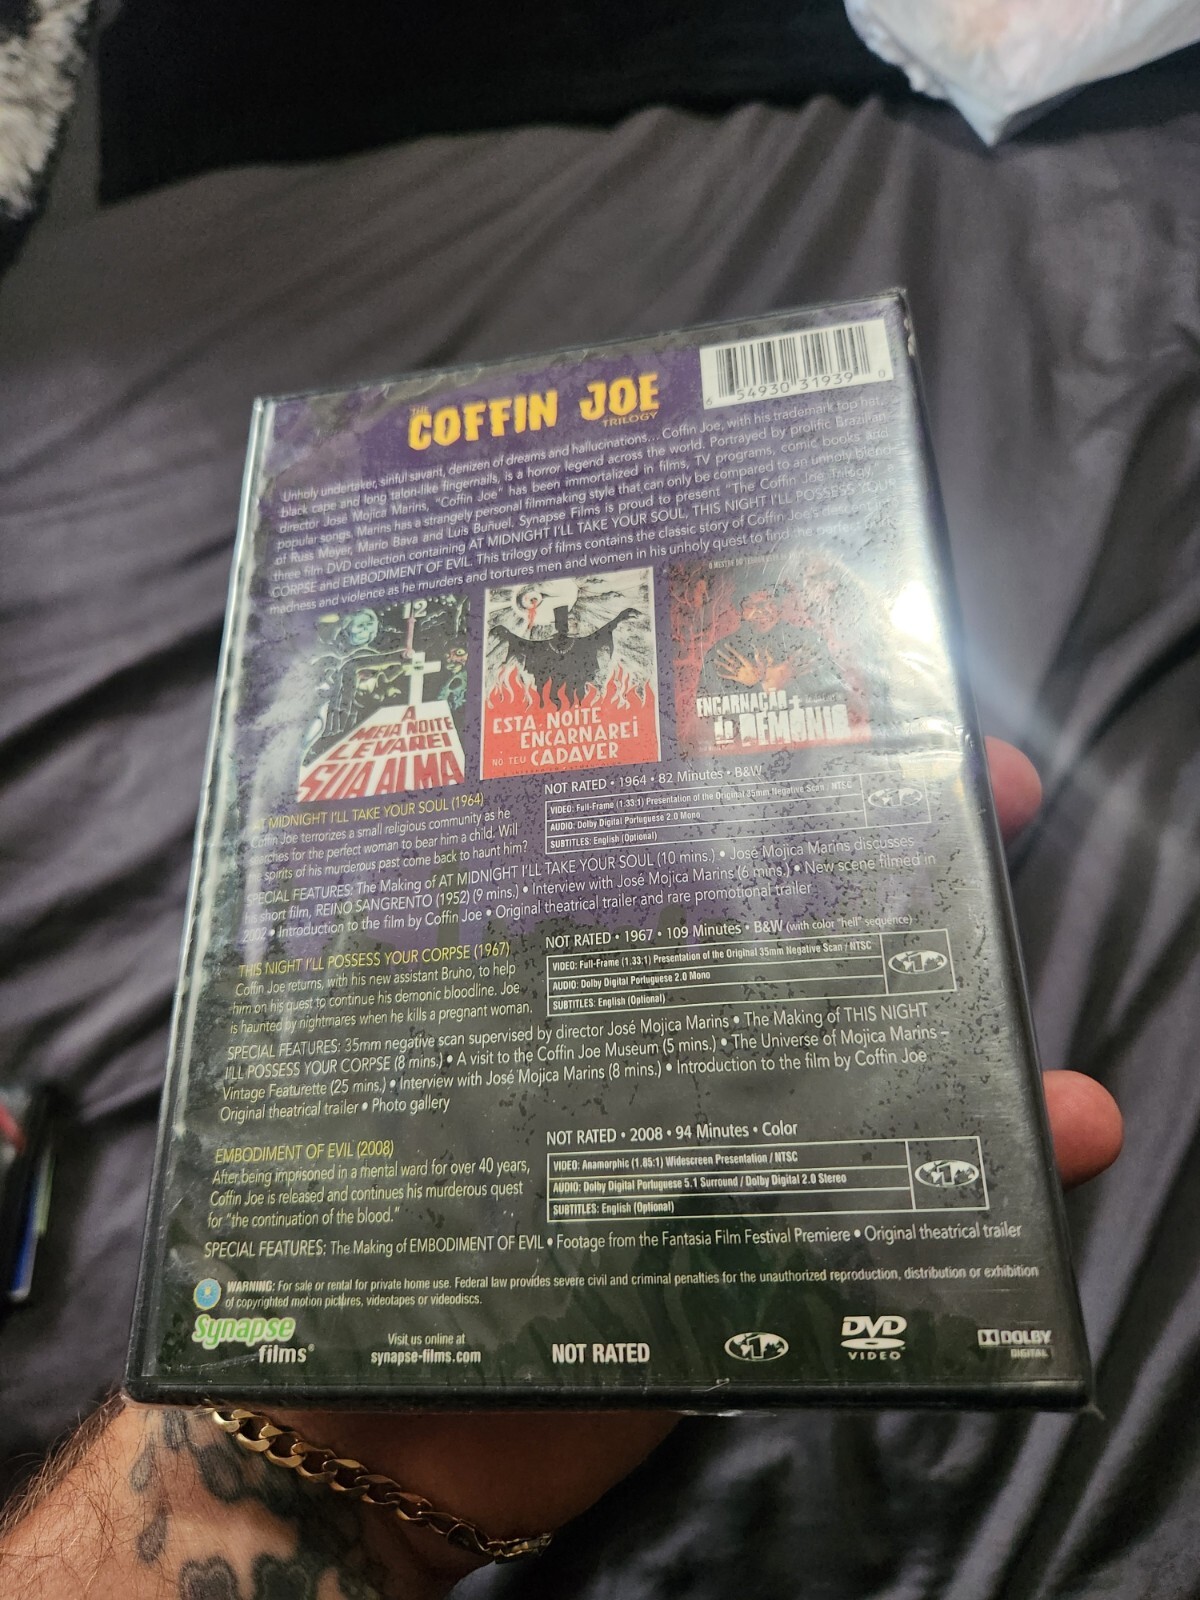 THE
COFFIN JOE
TRILOGY
6 54930 31939 0
Unholy undertaker, sinful savant, denizen of dreams and hallucinations... Coffin Joe, with his trademark top hat,
black cape and long talon-like fingernails, is a horror legend across the world. Portrayed by prolific Brazilian
director José Mojica Marins, "Coffin Joe" has been immortalized in films, TV programs, comic books and
popular songs. Marins has a strangely personal filmmaking style that can only be compared to an unholy blend
of Russ Meyer, Mario Bava and Luis Buñuel. Synapse Films is proud to present "The Coffin Joe Trilogy,"
three film DVD collection containing AT MIDNIGHT I'LL TAKE YOUR SOUL, THIS NIGHT I'LL POSSESS YOUR
CORPSE and EMBODIMENT OF EVIL. This trilogy of films contains the classic story of Coffin Joe's
madness and violence as he murders and tortures men and women in his unholy quest to find the
12
A
MEIA NOITE
LEVAREI
SUA ALMA
ESTA NOITE
ENCARNAREI
NO TEU CADAVER
ENCARNAÇÃO
do DEMÔNIO
AT MIDNIGHT I'LL TAKE YOUR SOUL (1964)
Coffin Joe terrorizes a small religious community as he
searches for the perfect woman to bear him a child. Will
the spirits of his murderous past come back to haunt him?
NOT RATED • 1964 • 82 Minutes • B&W
VIDEO: Full-Frame (1.33:1) Presentation of the Original 35mm Negative Scan / NTSC
AUDIO: Dolby Digital Portuguese 2.0 Mono
SUBTITLES: English (Optional)
SPECIAL FEATURES: The Making of AT MIDNIGHT I'LL TAKE YOUR SOUL (10 mins.) • José Mojica Marins discusses
his short film, REINO SANGRENTO (1952) (9 mins.) • Interview with José Mojica Marins (6 mins.) • New scene filmed in
2002 • Introduction to the film by Coffin Joe • Original theatrical trailer and rare promotional trailer
THIS NIGHT I'LL POSSESS YOUR CORPSE (1967)
Coffin Joe returns, with his new assistant Bruno, to help
him on his quest to continue his demonic bloodline. Joe
is haunted by nightmares when he kills a pregnant woman.
NOT RATED • 1967 • 109 Minutes • B&W (with color "hell" sequence)
VIDEO: Full-Frame (1.33:1) Presentation of the Original 35mm Negative Scan / NTSC
AUDIO: Dolby Digital Portuguese 2.0 Mono
SUBTITLES: English (Optional)
1
SPECIAL FEATURES: 35mm negative scan supervised by director José Mojica Marins • The Making of THIS NIGHT
I'LL POSSESS YOUR CORPSE (8 mins.) • A visit to the Coffin Joe Museum (5 mins.) • The Universe of Mojica Marins –
Vintage Featurette (25 mins.) • Interview with José Mojica Marins (8 mins.) • Introduction to the film by Coffin Joe
Original theatrical trailer • Photo gallery
EMBODIMENT OF EVIL (2008)
After being imprisoned in a mental ward for over 40 years,
Coffin Joe is released and continues his murderous quest
for "the continuation of the blood."
NOT RATED • 2008 • 94 Minutes • Color
VIDEO: Anamorphic (1.85:1) Widescreen Presentation / NTSC
AUDIO: Dolby Digital Portuguese 5.1 Surround / Dolby Digital 2.0 Stereo
SUBTITLES: English (Optional)
1
SPECIAL FEATURES: The Making of EMBODIMENT OF EVIL • Footage from the Fantasia Film Festival Premiere • Original theatrical trailer
WARNING: For sale or rental for private home use. Federal law provides severe civil and criminal penalties for the unauthorized reproduction, distribution or exhibition
of copyrighted motion pictures, videotapes or videodiscs.
Synapse
films®
Visit us online at
synapse-films.com
NOT RATED
1
DVD
VIDEO
DOLBY
DIGITAL